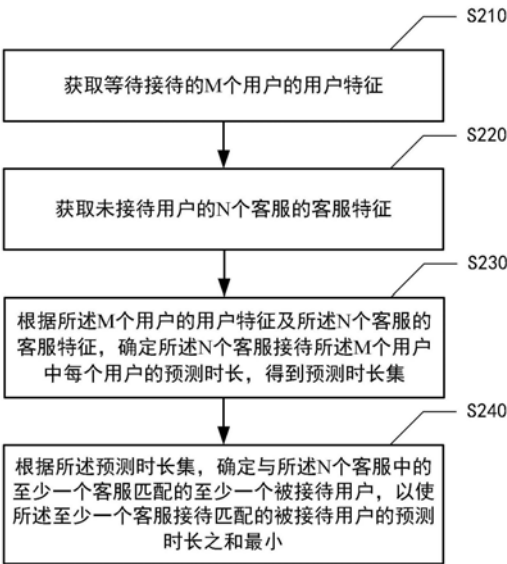 S210
获取等待接待的M个用户的用户特征
S220
获取未接待用户的N个客服的客服特征
S230
根据所述M个用户的用户特征及所述N个客服的
客服特征，确定所述N个客服接待所述M个用户
中每个用户的预测时长，得到预测时长集
S240
根据所述预测时长集，确定与所述N个客服中的
至少一个客服匹配的至少一个被接待用户，以使
所述至少一个客服接待匹配的被接待用户的预测
时长之和最小